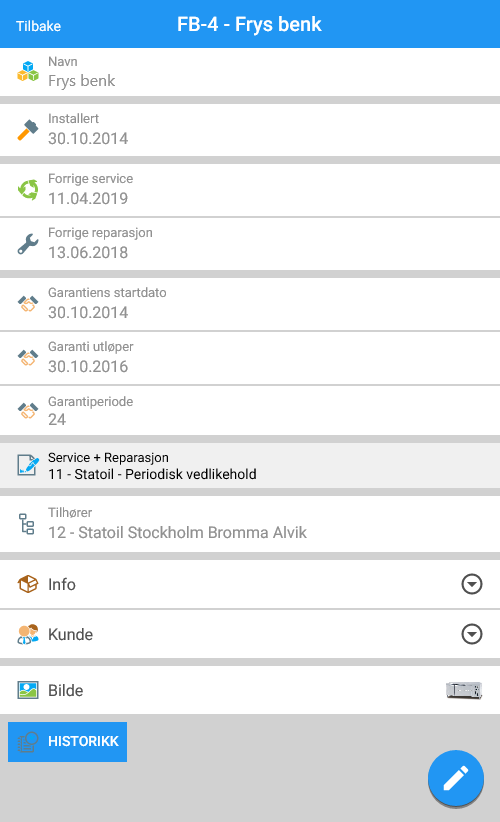 Tilbake
FB-4 - Frys benk
Navn
Frys benk
Installert
30.10.2014
Forrige service
11.04.2019
Forrige reparasjon
13.06.2018
Garantiens startdato
30.10.2014
Garanti utløper
30.10.2016
Garantiperiode
24
Service + Reparasjon
11 - Statoil - Periodisk vedlikehold
Tilhører
12 - Statoil Stockholm Bromma Alvik
Info
Kunde
Bilde
HISTORIKK